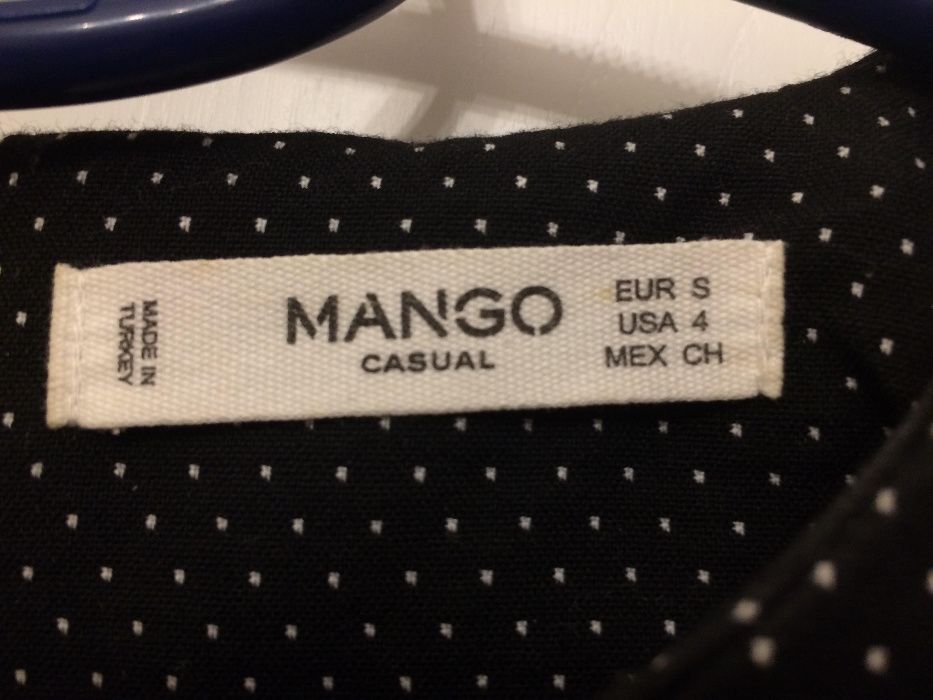 MADE IN
TURKEY
MANGO
CASUAL
EUR S
USA 4
MEX CH